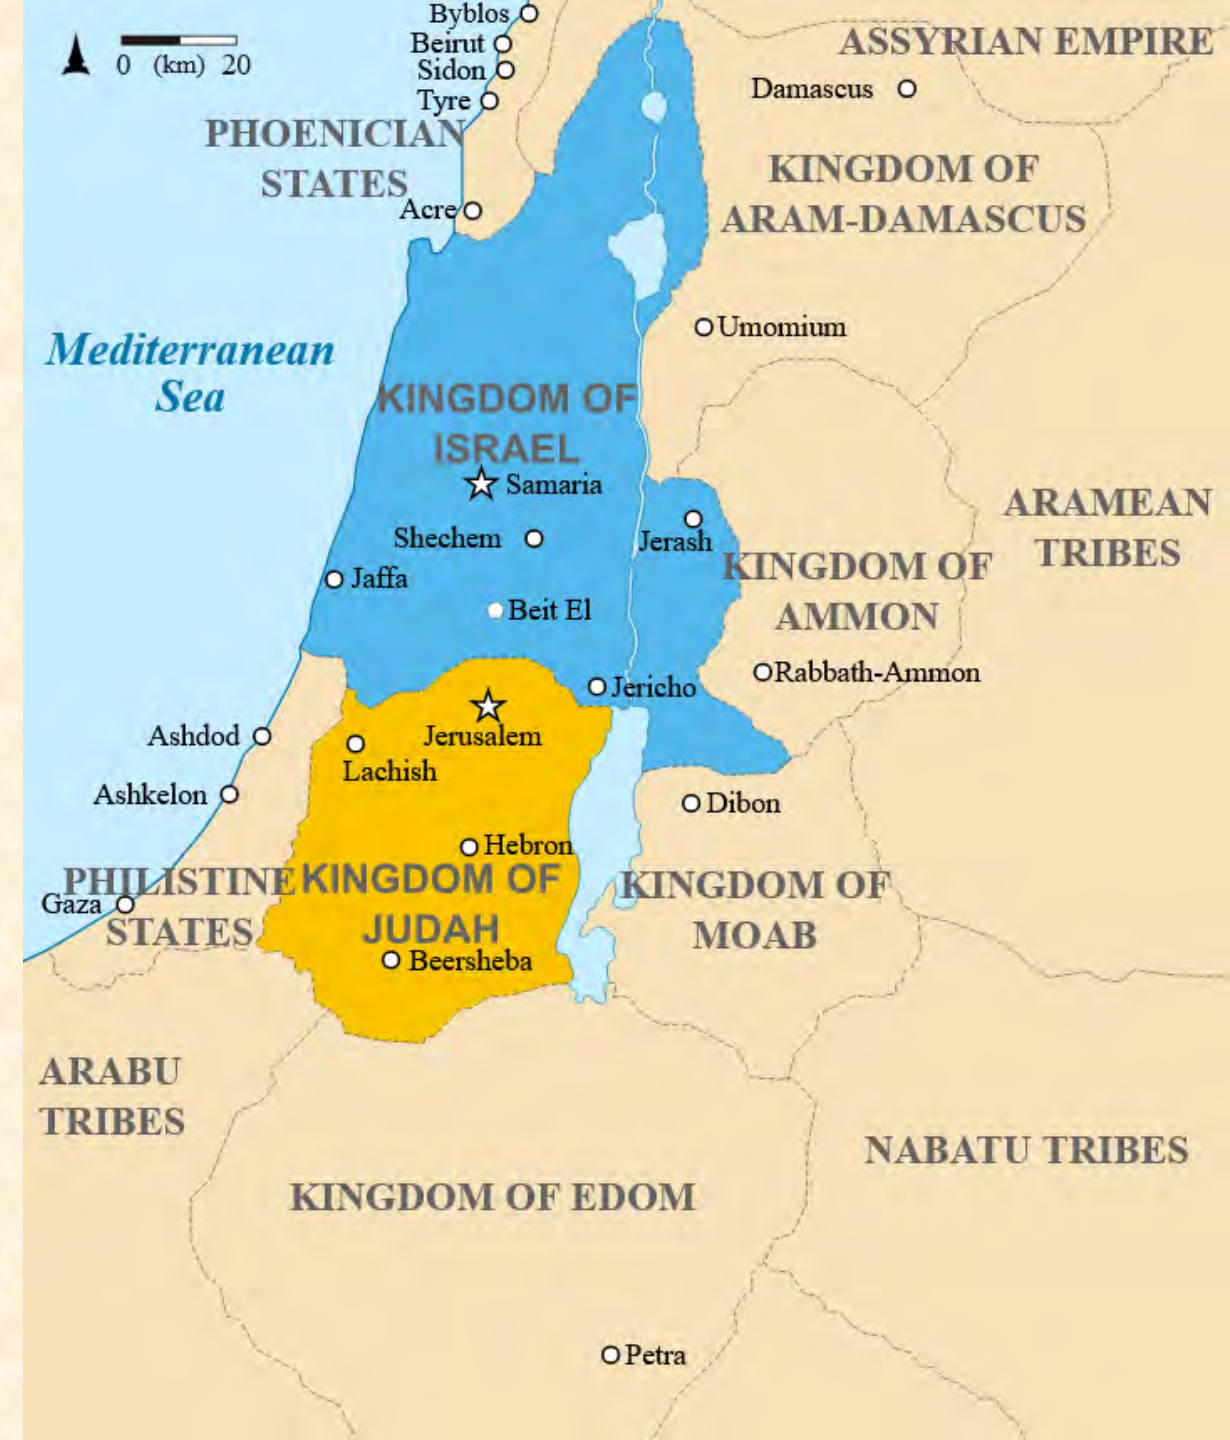 Byblos
Beirut
0 (km) 20
Sidon
Tyre
ASSYRIAN EMPIRE
Damascus
PHOENICIAN
STATES
KINGDOM OF
ARAM-DAMASCUS
Acre
Umomium
Mediterranean
Sea
KINGDOM OF
ISRAEL
Samaria
Shechem
Jerash
ARAMEAN
TRIBES
KINGDOM OF
AMMON
Jaffa
Beit El
Rabbath-Ammon
Jericho
Jerusalem
Ashdod
Lachish
Ashkelon
Dibon
Hebron
PHILISTINE
STATES
KINGDOM OF
JUDAH
KINGDOM OF
MOAB
Gaza
Beersheba
ARABU
TRIBES
NABATU TRIBES
KINGDOM OF EDOM
Petra